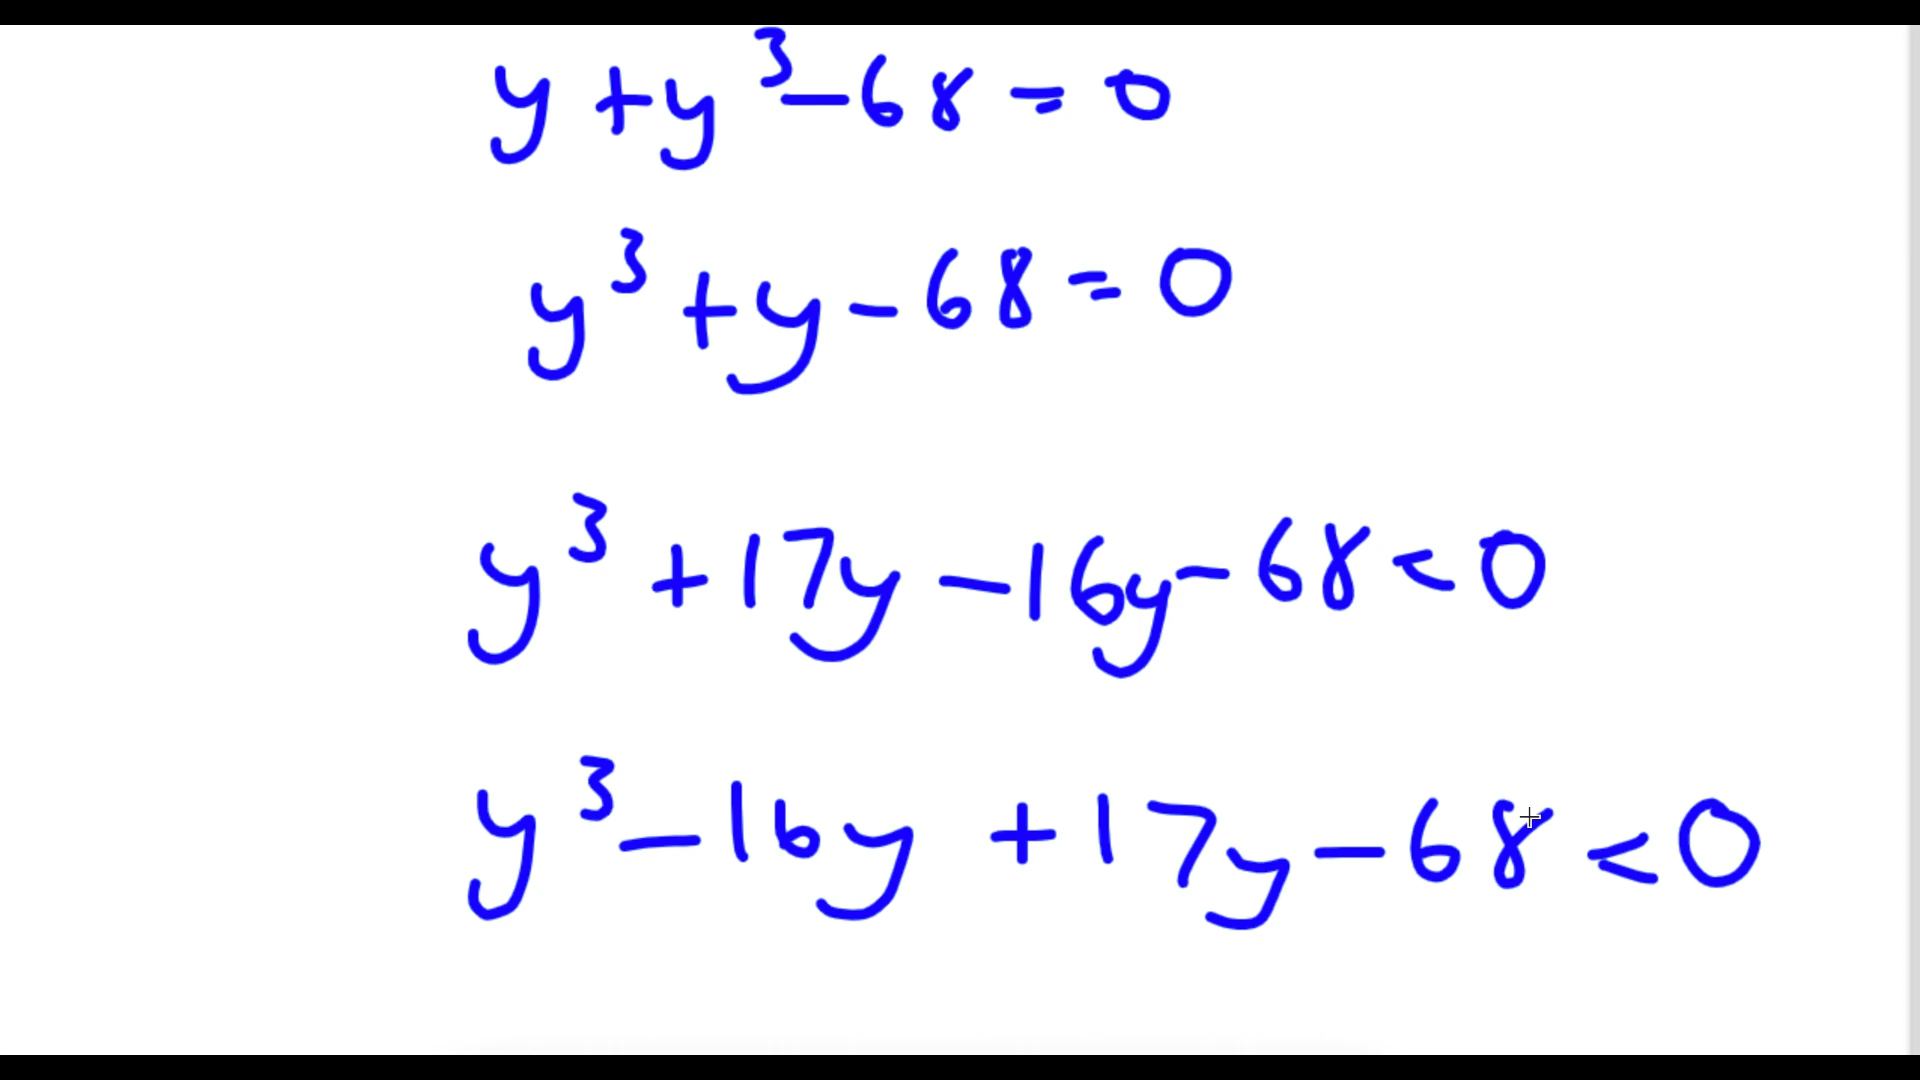 y + y³ - 68 = 0
y³ + y - 68 = 0
y³ + 17y - 16y - 68 = 0
y³ - 16y + 17y - 68 = 0